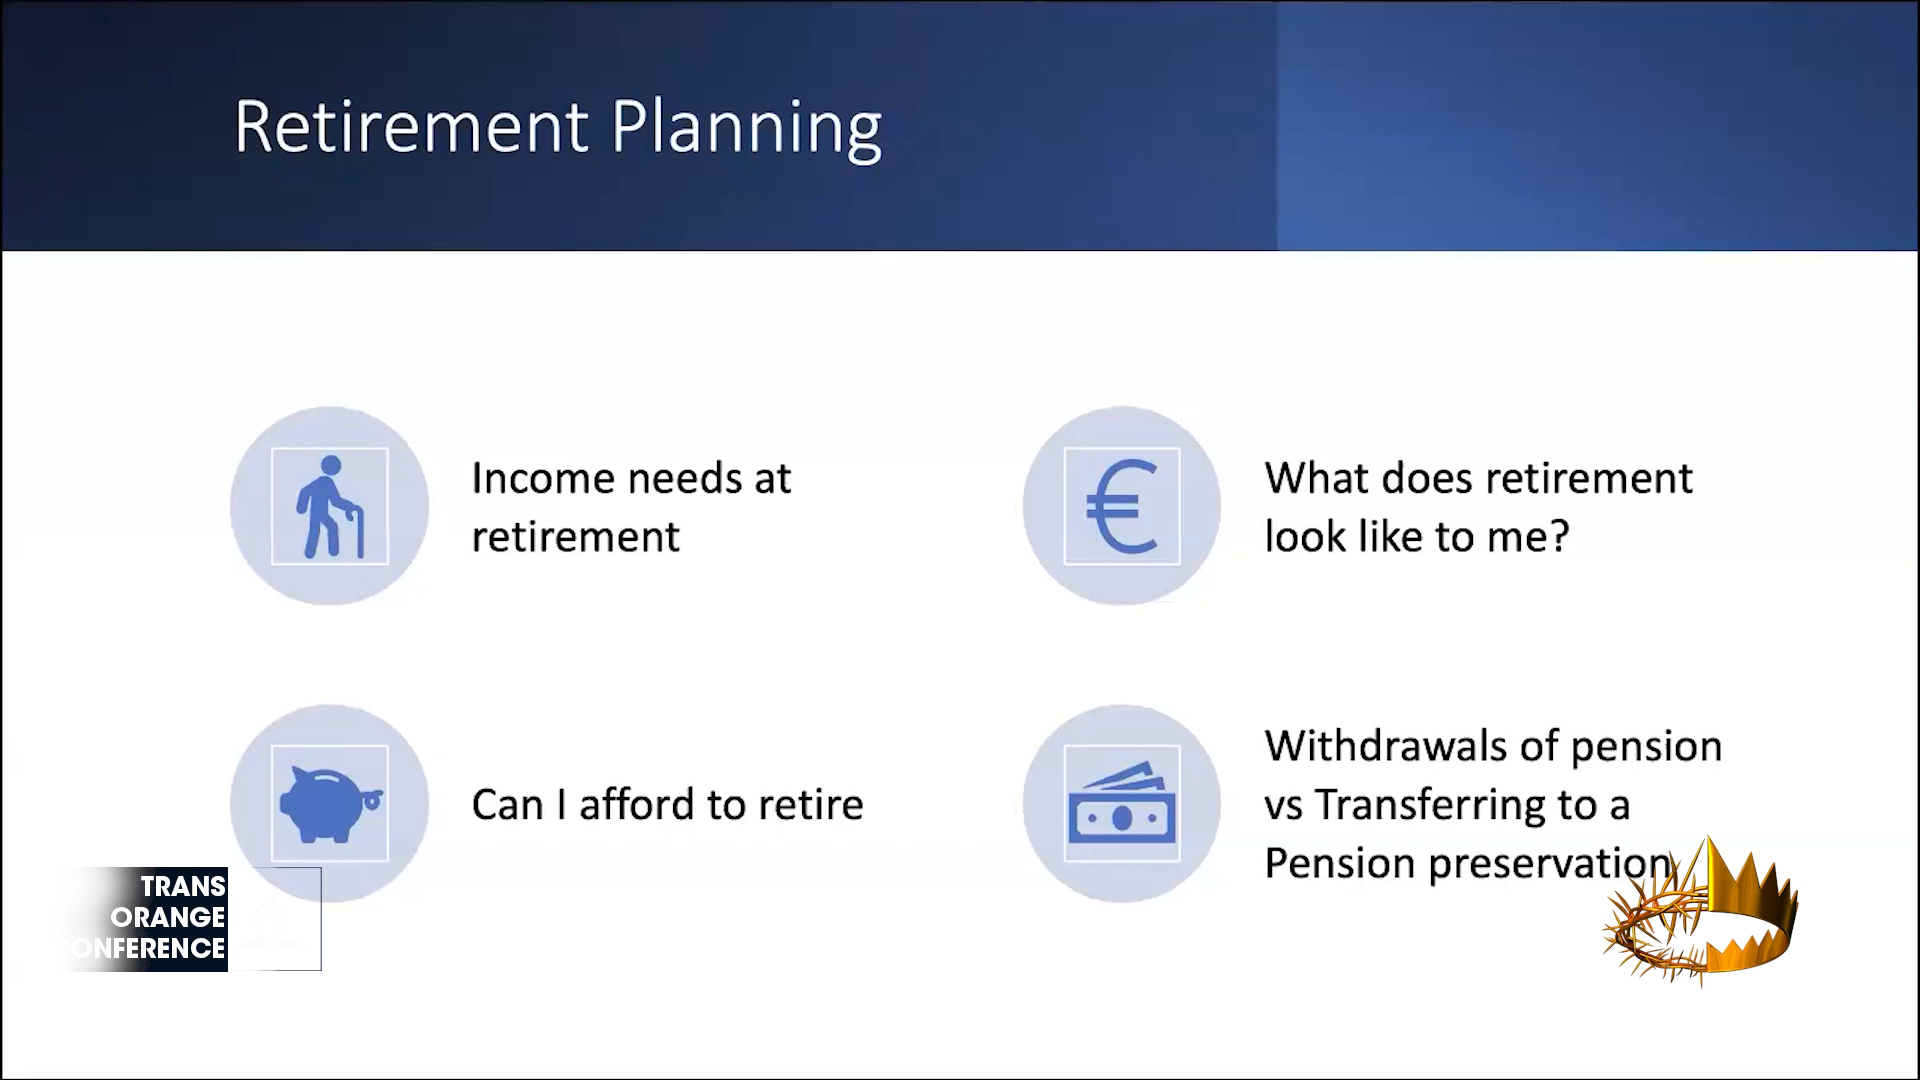 Retirement Planning
Income needs at
retirement
What does retirement
look like to me?
Can I afford to retire
Withdrawals of pension
vs Transferring to a
Pension preservation
TRANS
ORANGE
CONFERENCE